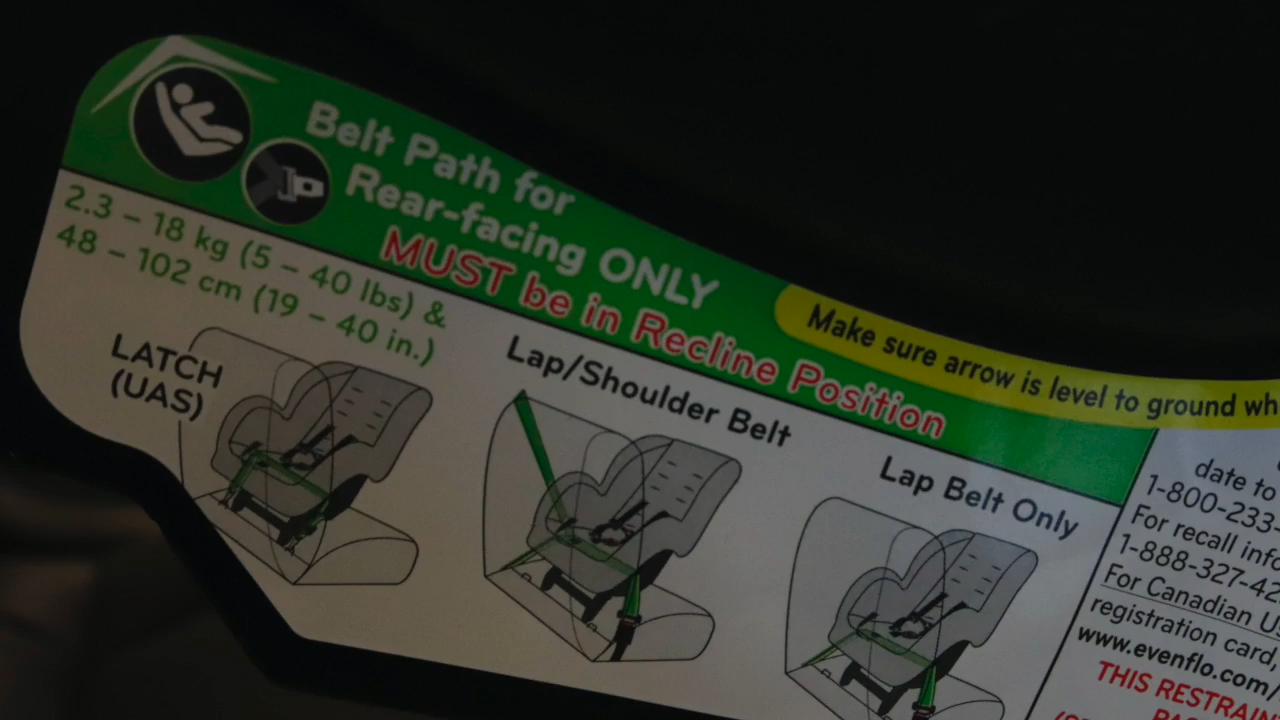 Belt Path for
Rear-facing ONLY
MUST be in Recline Position
2.3 – 18 kg (5 – 40 lbs) &
48 – 102 cm (19 – 40 in.)
Make sure arrow is level to ground wh
LATCH
(UAS)
Lap/Shoulder Belt
Lap Belt Only
date to
1-800-233-
For recall info
1-888-327-42
For Canadian U
registration card,
www.evenflo.com/
THIS RESTRAIN